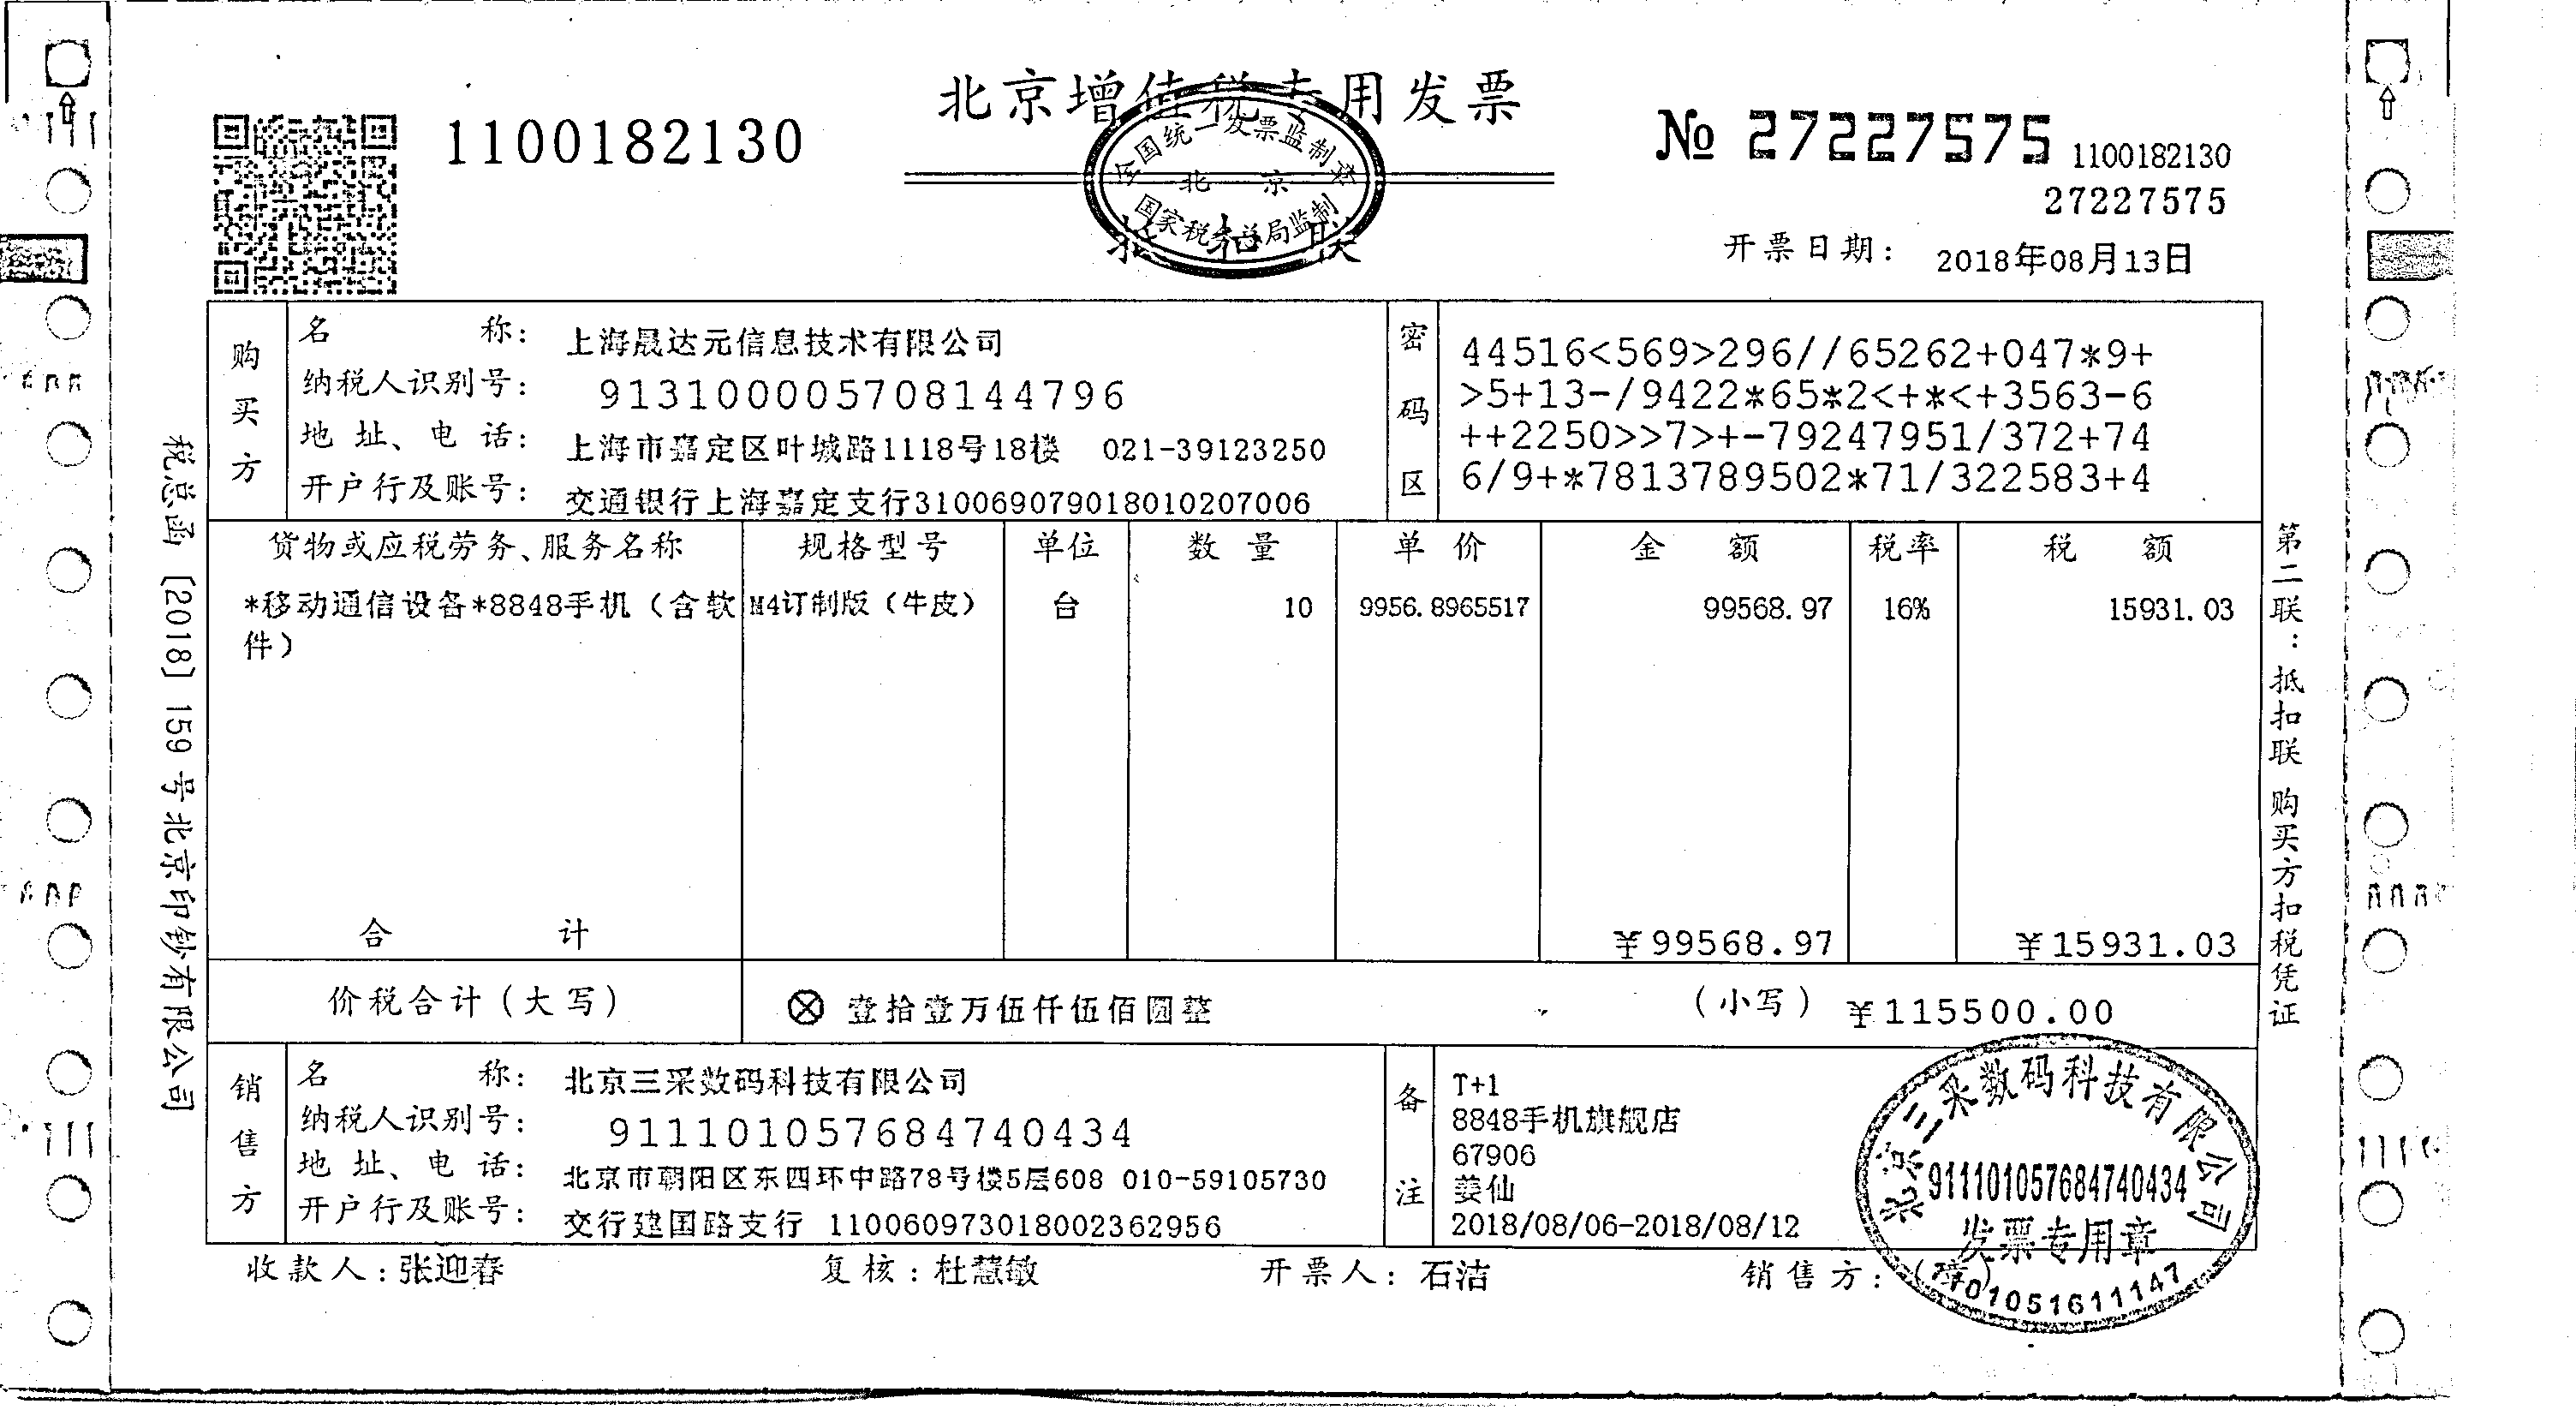 北京增值税专用发票
全国统一发票监制章
北 京
国家税务总局监制
抵扣联
1100182130
№ 27227575
1100182130
27227575
开票日期： 2018年08月13日
购买方
名 称： 上海晟达元信息技术有限公司
纳税人识别号： 913100005708144796
地 址、电 话： 上海市嘉定区叶城路1118号18楼 021-39123250
开户行及账号： 交通银行上海嘉定支行310069079018010207006
密码区
44516<569>296//65262+047*9+
>5+13-/9422*65*2<+*<+3563-6
++2250>>7>+-79247951/372+74
6/9+*7813789502*71/322583+4
货物或应税劳务、服务名称 规格型号 单位 数 量 单 价 金 额 税率 税 额
*移动通信设备*8848手机（含软 M4订制版（牛皮） 台 10 9956.8965517 99568.97 16% 15931.03
件）
合 计 ¥99568.97 ¥15931.03
价税合计（大写） ⊗ 壹拾壹万伍仟伍佰圆整 （小写） ¥115500.00
销售方
名 称： 北京三采数码科技有限公司
纳税人识别号： 911101057684740434
地 址、电 话： 北京市朝阳区东四环中路78号楼5层608 010-59105730
开户行及账号： 交行建国路支行 110060973018002362956
备注
T+1
8848手机旗舰店
67906
姜仙
2018/08/06-2018/08/12
收款人：张迎春 复核：杜慧敏 开票人：石洁 销售方：（章）
北京三采数码科技有限公司
911101057684740434
发票专用章
税总函〔2018〕159号北京印钞有限公司
第二联：抵扣联 购买方扣税凭证